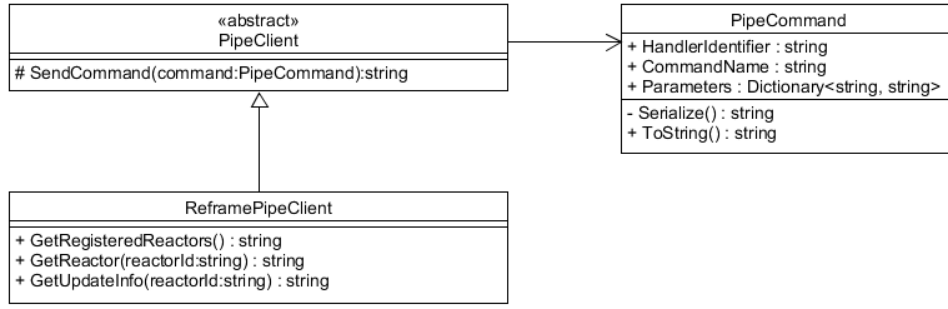 «abstract»
PipeClient
# SendCommand(command:PipeCommand):string
PipeCommand
+ HandlerIdentifier : string
+ CommandName : string
+ Parameters : Dictionary<string, string>
- Serialize() : string
+ ToString() : string
ReframePipeClient
+ GetRegisteredReactors() : string
+ GetReactor(reactorId:string) : string
+ GetUpdateInfo(reactorId:string) : string